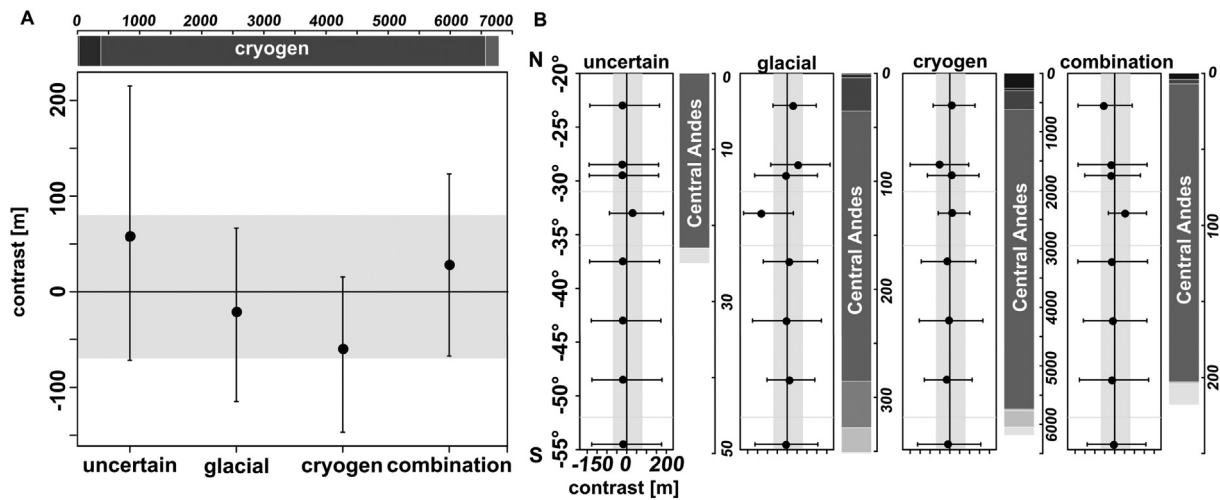 A
0 1000 2000 3000 4000 5000 6000 7000
cryogen
contrast [m]
200
100
0
-100
uncertain glacial cryogen combination
B
N
S
uncertain
-20°
-25°
-30°
-35°
-40°
-45°
-50°
-55°
-150 0 200
contrast [m]
Central Andes
0
10
30
50
glacial
Central Andes
0
100
200
300
cryogen
Central Andes
0
1000
2000
3000
4000
5000
6000
combination
Central Andes
0
100
200